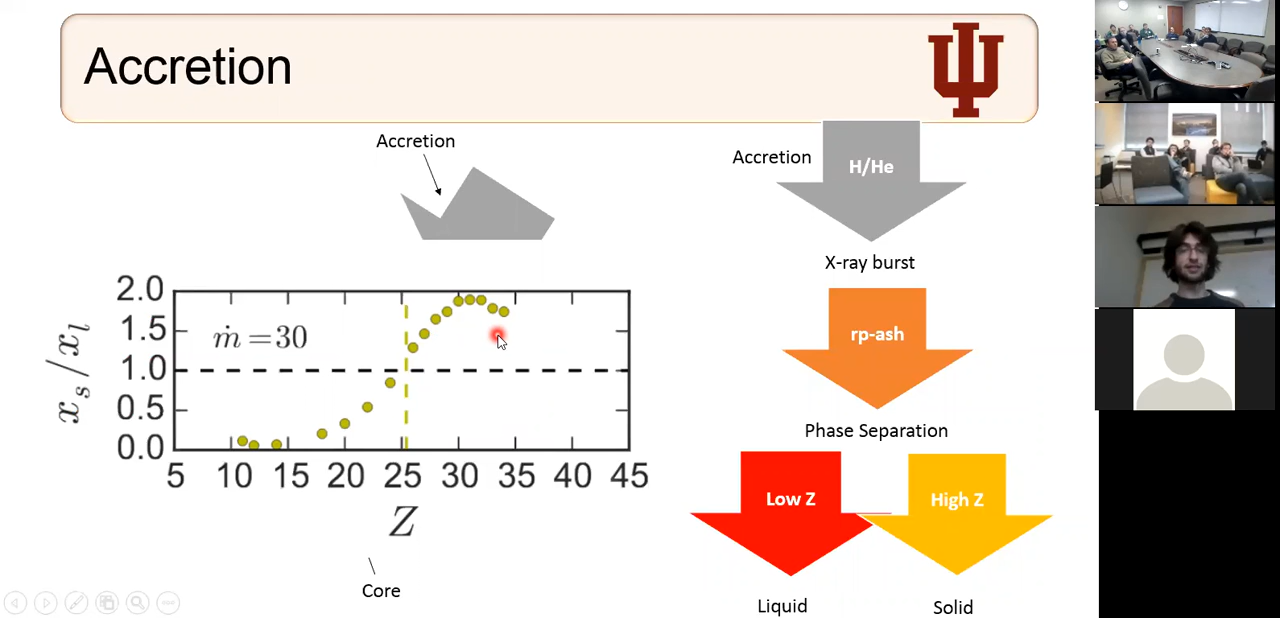 Accretion
Accretion
Accretion
H/He
X-ray burst
rp-ash
Phase Separation
Low Z
High Z
Liquid
Solid
2.0
1.5
1.0
0.5
0.0
x_s / x_l
ṁ = 30
5 10 15 20 25 30 35 40 45
Z
Core